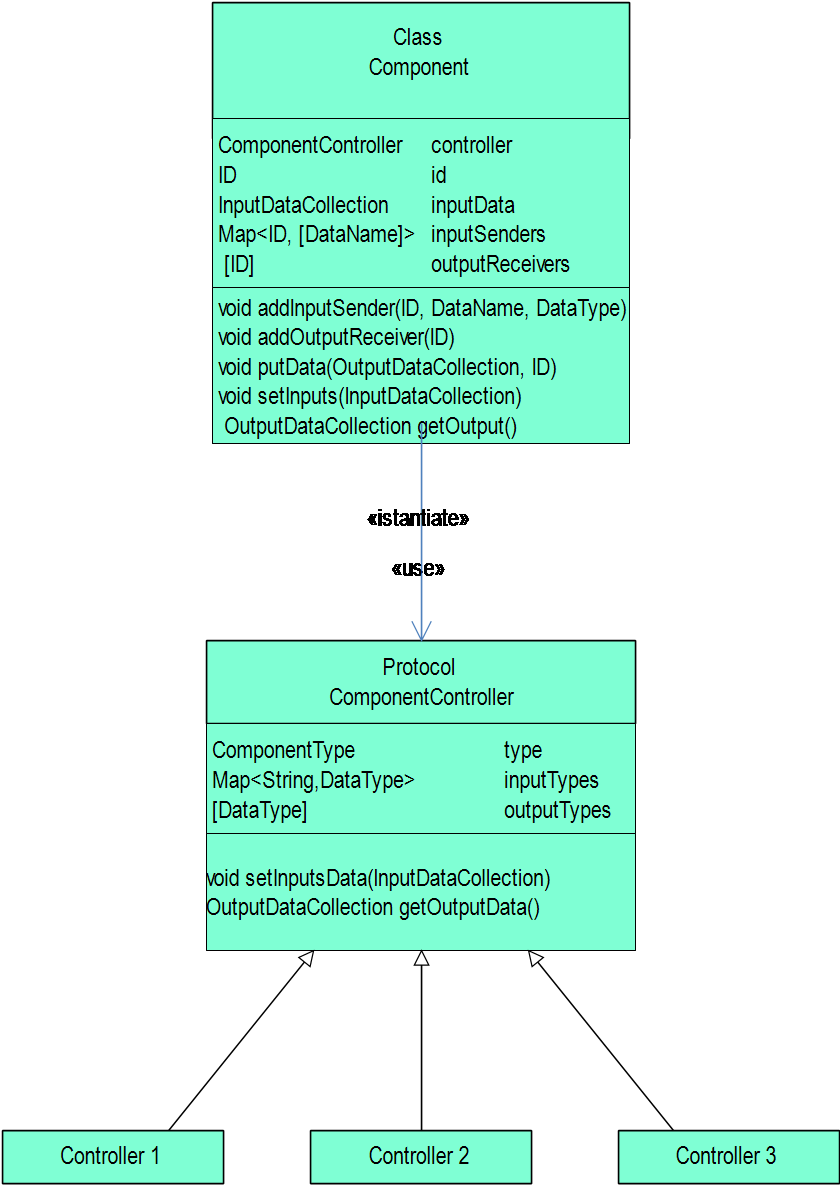 Class
Component
ComponentController controller
ID id
InputDataCollection inputData
Map<ID, [DataName]> inputSenders
[ID] outputReceivers
void addInputSender(ID, DataName, DataType)
void addOutputReceiver(ID)
void putData(OutputDataCollection, ID)
void setInputs(InputDataCollection)
OutputDataCollection getOutput()
«istantiate»
«use»
Protocol
ComponentController
ComponentType type
Map<String,DataType> inputTypes
[DataType] outputTypes
void setInputsData(InputDataCollection)
OutputDataCollection getOutputData()
Controller 1 Controller 2 Controller 3